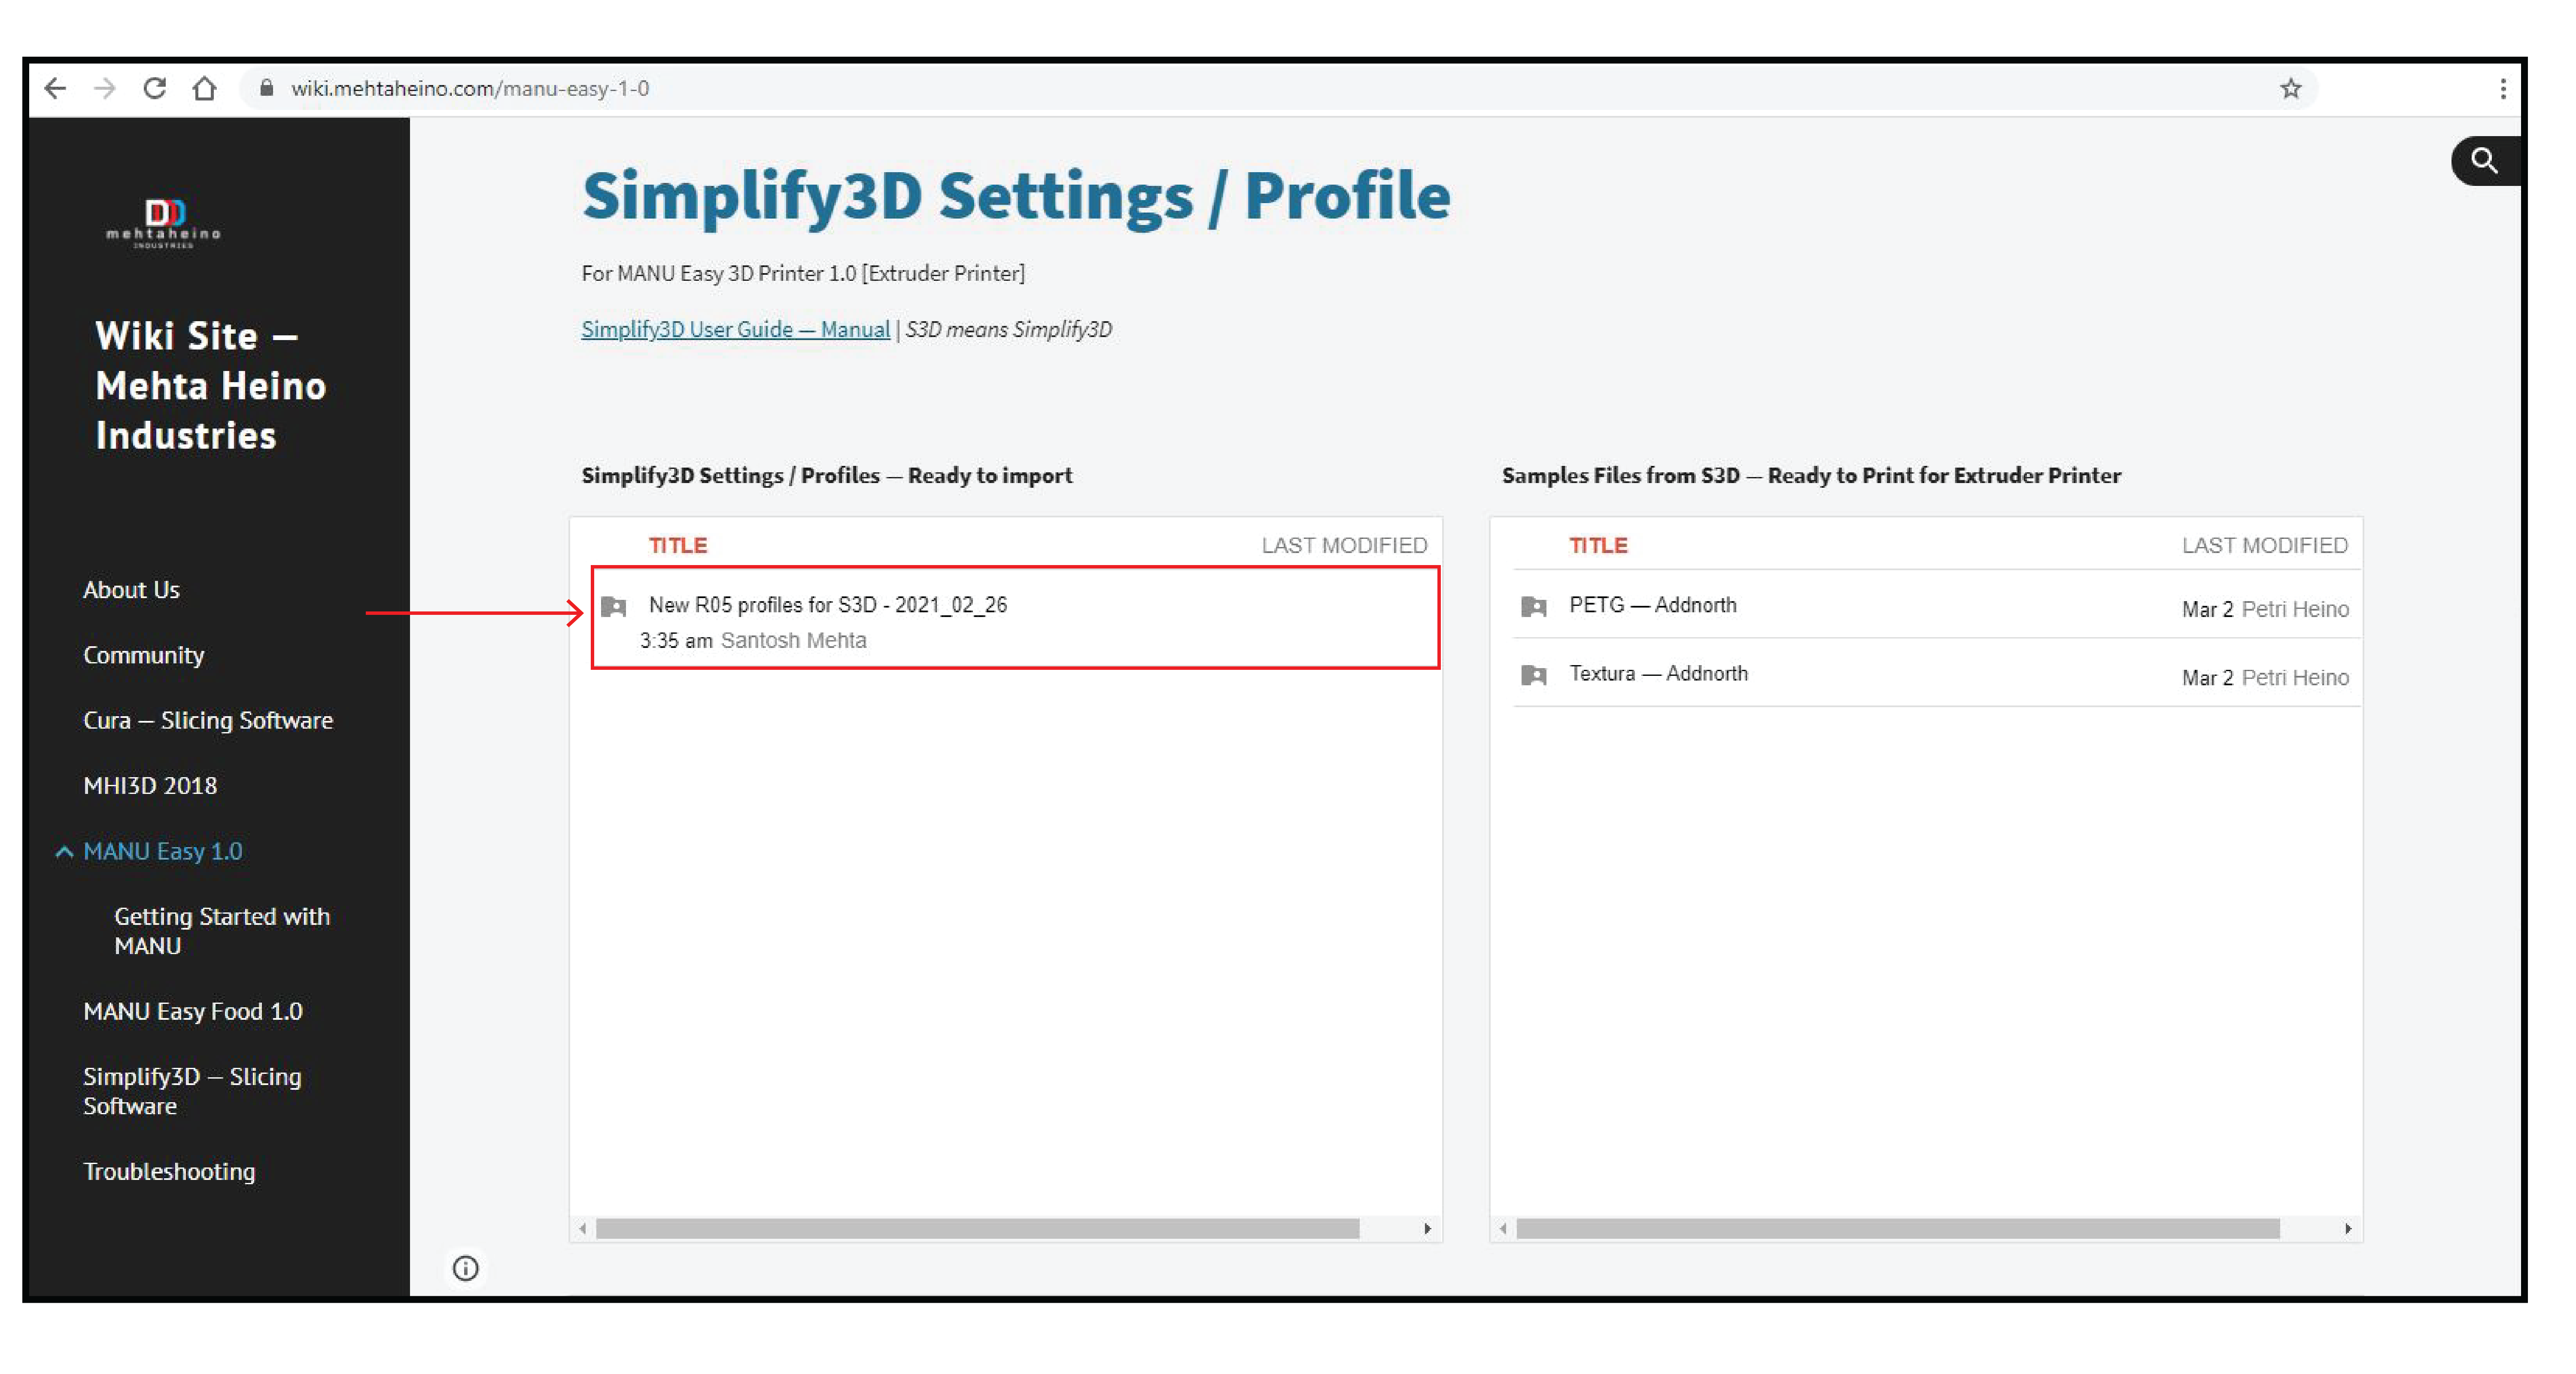 wiki.mehtaheino.com/manu-easy-1-0
mehtaheino
INDUSTRIES
Wiki Site —
Mehta Heino
Industries
About Us
Community
Cura — Slicing Software
MHI3D 2018
MANU Easy 1.0
Getting Started with
MANU
MANU Easy Food 1.0
Simplify3D — Slicing
Software
Troubleshooting
Simplify3D Settings / Profile
For MANU Easy 3D Printer 1.0 [Extruder Printer]
Simplify3D User Guide — Manual | S3D means Simplify3D
Simplify3D Settings / Profiles — Ready to import
TITLE LAST MODIFIED
New R05 profiles for S3D - 2021_02_26
3:35 am Santosh Mehta
Samples Files from S3D — Ready to Print for Extruder Printer
TITLE LAST MODIFIED
PETG — Addnorth Mar 2 Petri Heino
Textura — Addnorth Mar 2 Petri Heino